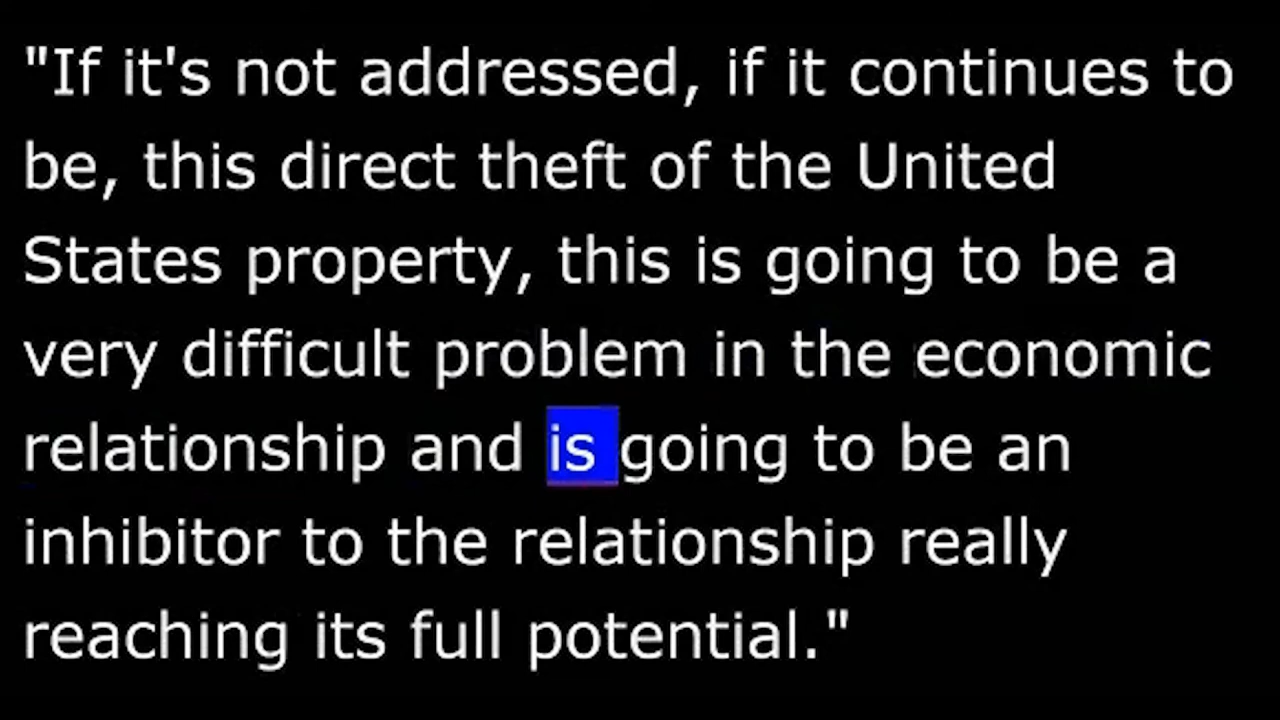 "If it's not addressed, if it continues to
be, this direct theft of the United
States property, this is going to be a
very difficult problem in the economic
relationship and is going to be an
inhibitor to the relationship really
reaching its full potential."